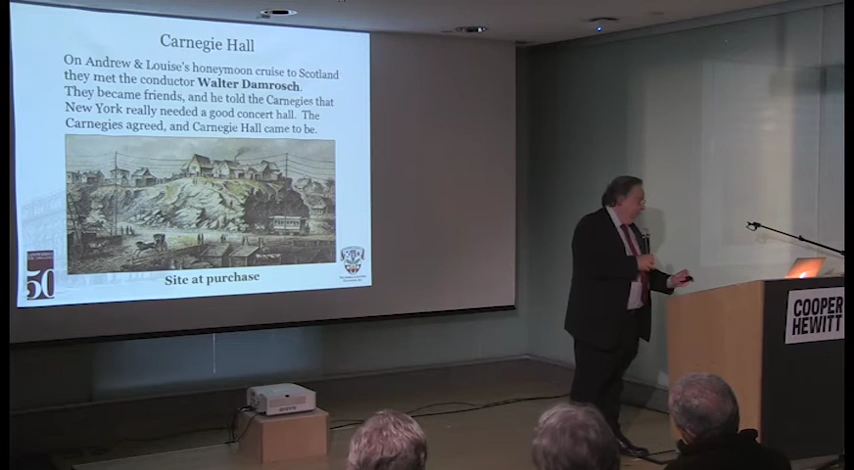 Carnegie Hall
On Andrew & Louise's honeymoon cruise to Scotland
they met the conductor Walter Damrosch.
They became friends, and he told the Carnegies that
New York really needed a good concert hall. The
Carnegies agreed, and Carnegie Hall came to be.
Site at purchase
50
COOPER
HEWITT